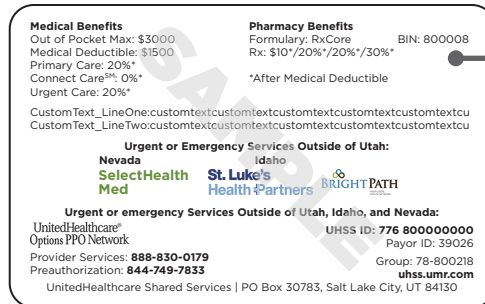 Medical Benefits
Out of Pocket Max: $3000
Medical Deductible: $1500
Primary Care: 20%*
Connect Care℠: 0%*
Urgent Care: 20%*
Pharmacy Benefits
Formulary: RxCore BIN: 800008
Rx: $10*/20%*/20%*/30%*
*After Medical Deductible
CustomText_LineOne:customtextcustomtextcustomtextcustomtextcu
CustomText_LineTwo:customtextcustomtextcustomtextcustomtextcu
Urgent or Emergency Services Outside of Utah:
Nevada
SelectHealth
Med
Idaho
St. Luke's
Health Partners
BRIGHTPATH
Urgent or emergency Services Outside of Utah, Idaho, and Nevada:
UnitedHealthcare®
Options PPO Network
UHSS ID: 776 800000000
Payor ID: 39026
Provider Services: 888-830-0179
Preauthorization: 844-749-7833
Group: 78-800218
uhss.umr.com
UnitedHealthcare Shared Services | PO Box 30783, Salt Lake City, UT 84130
SAMPLE